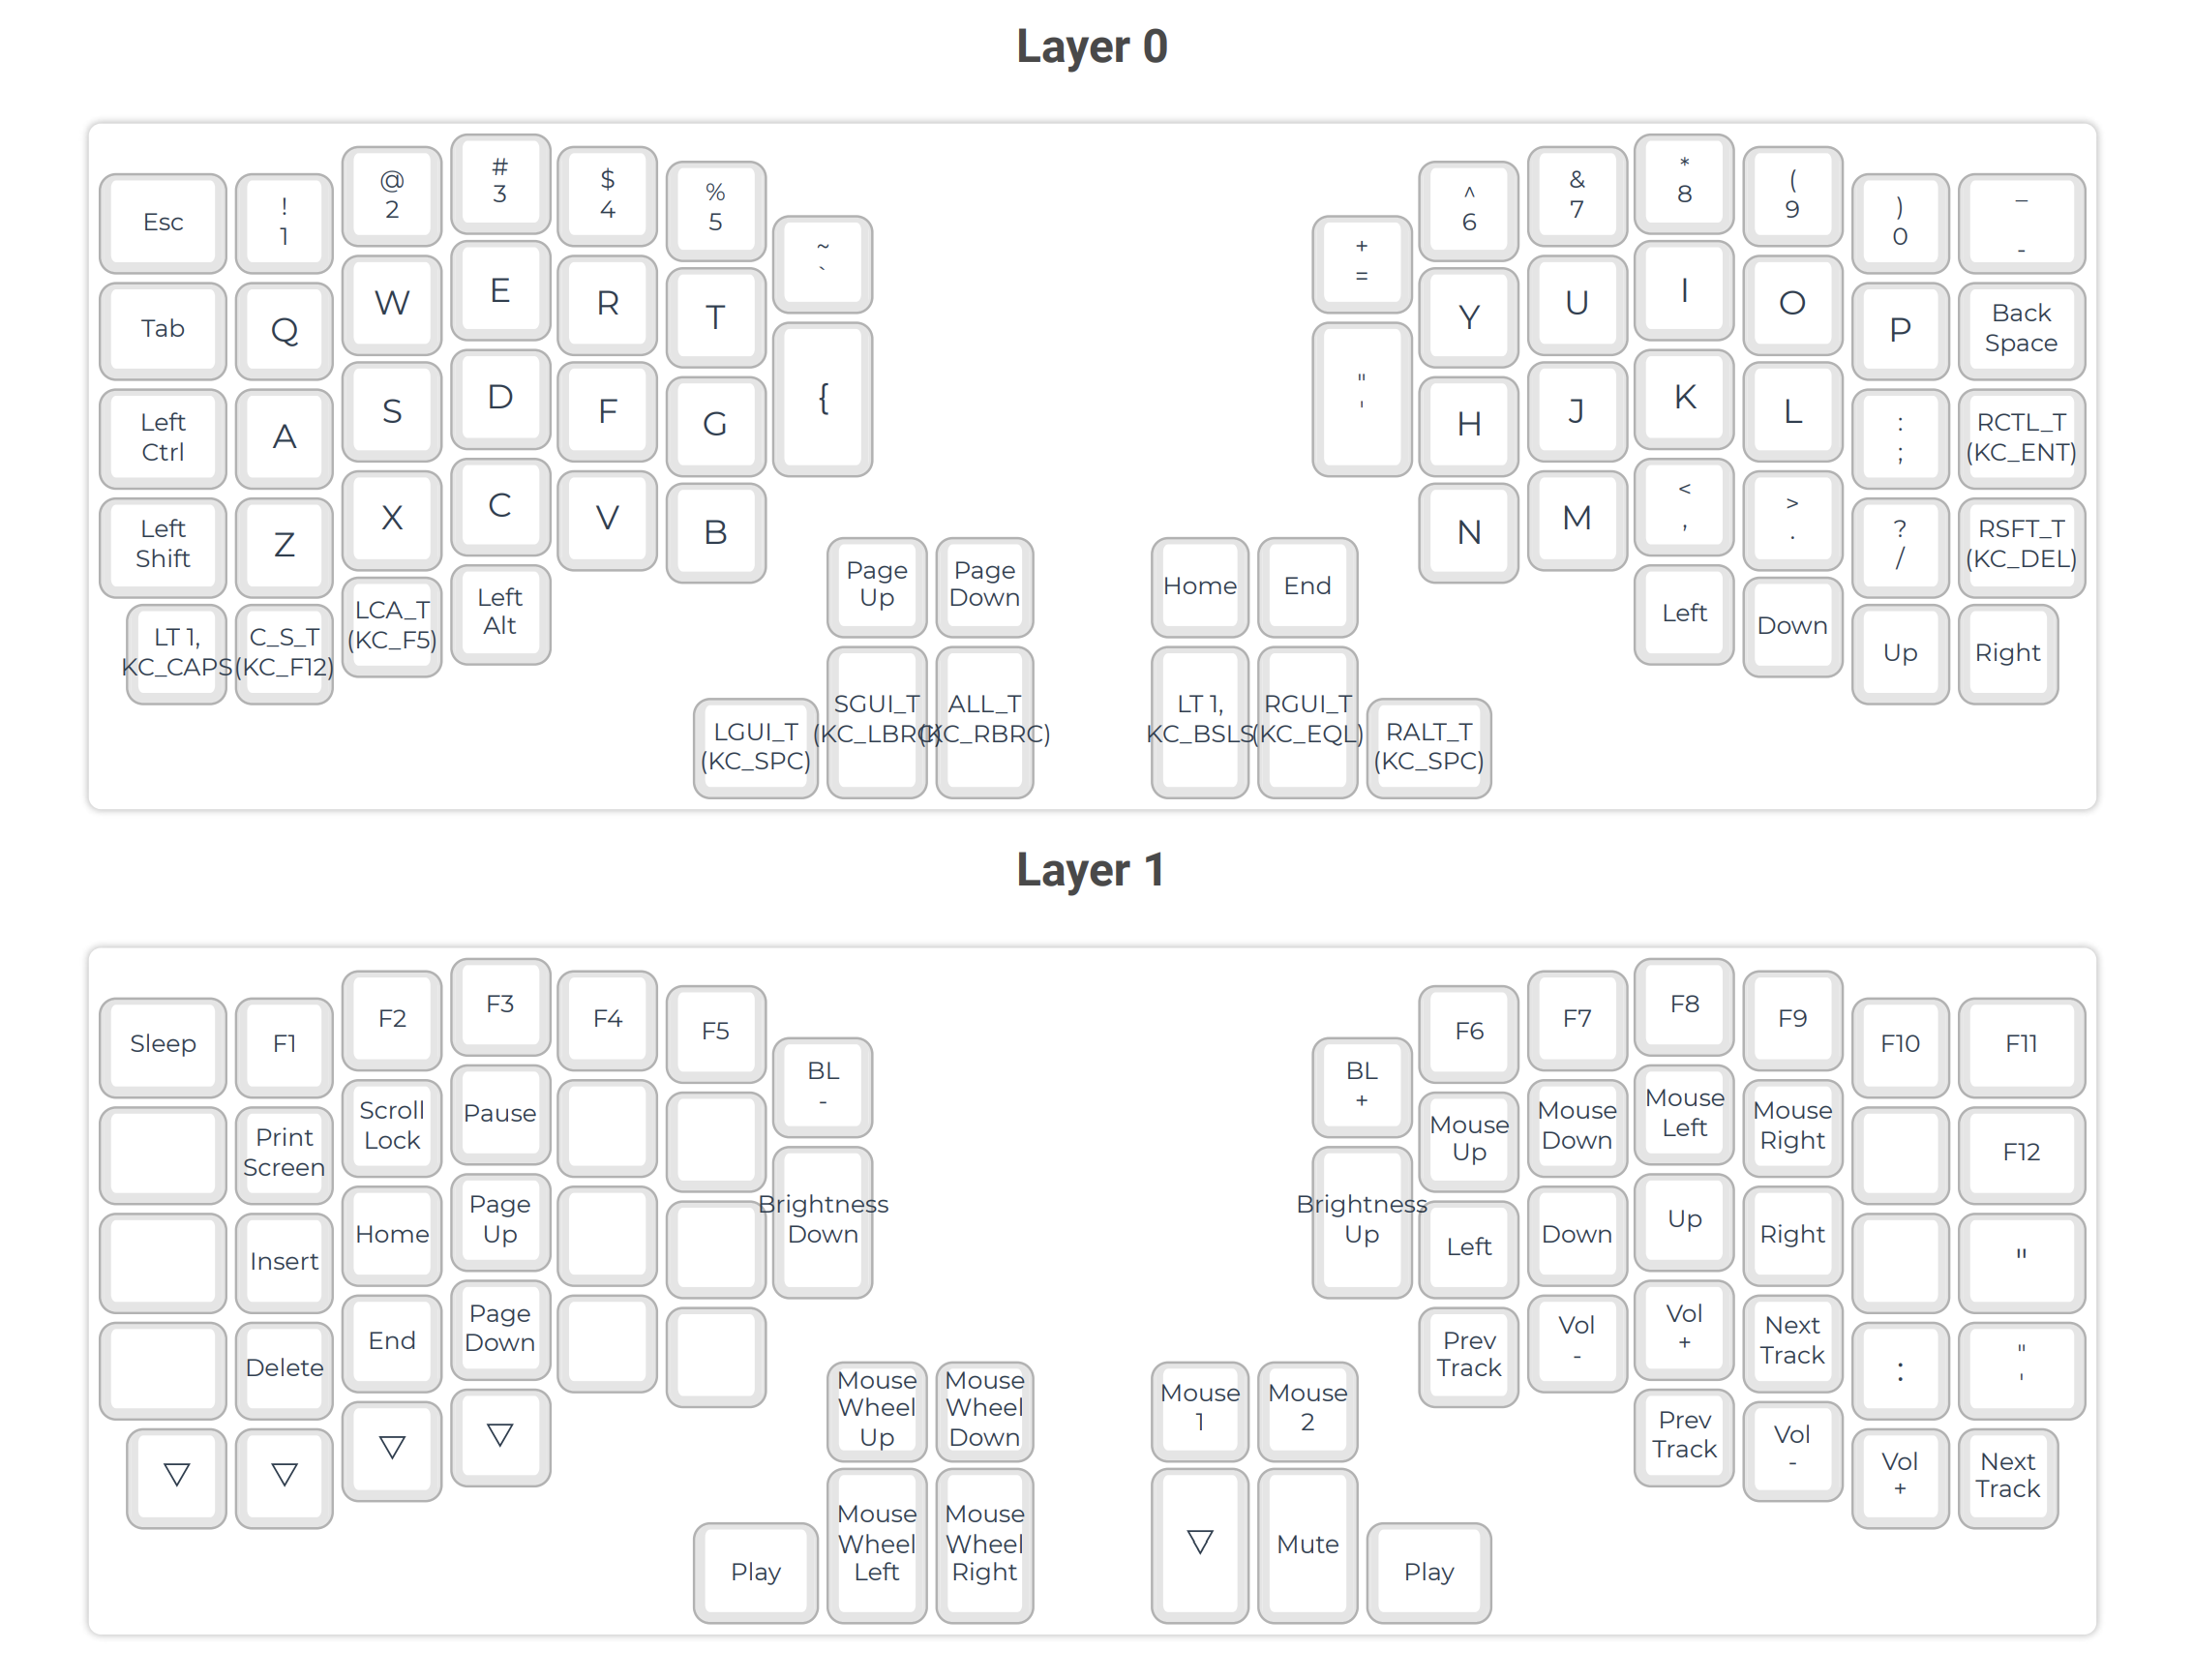 Layer 0
Esc
!
1
@
2
#
3
$
4
%
5
~
`
+
=
^
6
&
7
*
8
(
9
)
0
_
-
Tab
Q
W
E
R
T
{
"
'
Y
U
I
O
P
Back
Space
Left
Ctrl
A
S
D
F
G
H
J
K
L
:
;
RCTL_T
(KC_ENT)
Left
Shift
Z
X
C
V
B
N
M
<
,
>
.
?
/
RSFT_T
(KC_DEL)
LT 1,
KC_CAPS
C_S_T
(KC_F12)
LCA_T
(KC_F5)
Left
Alt
Page
Up
Page
Down
Home
End
Left
Down
Up
Right
LGUI_T
(KC_SPC)
SGUI_T
(KC_LBRC)
ALL_T
(KC_RBRC)
LT 1,
KC_BSLS
RGUI_T
(KC_EQL)
RALT_T
(KC_SPC)
Layer 1
Sleep
F1
F2
F3
F4
F5
BL
-
BL
+
F6
F7
F8
F9
F10
F11
Print
Screen
Scroll
Lock
Pause
Brightness
Down
Brightness
Up
Mouse
Up
Mouse
Down
Mouse
Left
Mouse
Right
F12
Insert
Home
Page
Up
Left
Down
Up
Right
"
Delete
End
Page
Down
Prev
Track
Vol
-
Vol
+
Next
Track
:
"
'
▽
▽
▽
▽
Mouse
Wheel
Up
Mouse
Wheel
Down
Mouse
1
Mouse
2
Prev
Track
Vol
-
Vol
+
Next
Track
Play
Mouse
Wheel
Left
Mouse
Wheel
Right
▽
Mute
Play